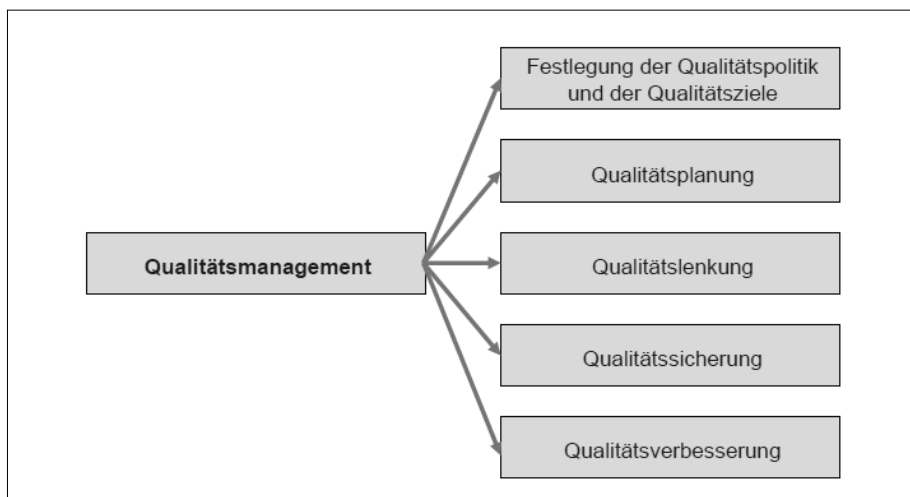 Festlegung der Qualitätspolitik
und der Qualitätsziele
Qualitätsplanung
Qualitätsmanagement
Qualitätslenkung
Qualitätssicherung
Qualitätsverbesserung